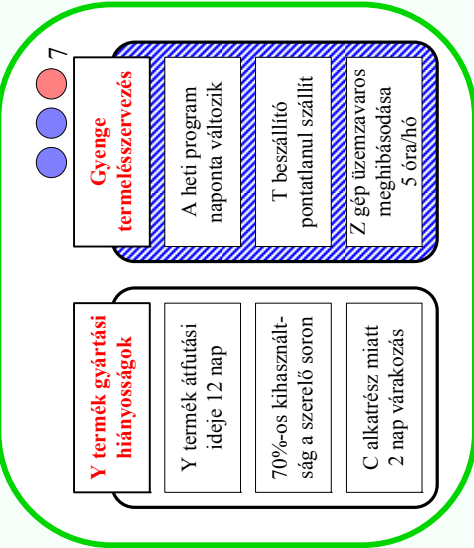 Y termék gyártási
hiányosságok
Y termék átfutási
ideje 12 nap
70%-os kihasznált-
ság a szerelő soron
C alkatrész miatt
2 nap várakozás
7
Gyenge
termelésszervezés
A heti program
naponta változik
T beszállító
pontatlanul szállít
Z gép üzemzavaros
meghibásodása
5 óra/hó